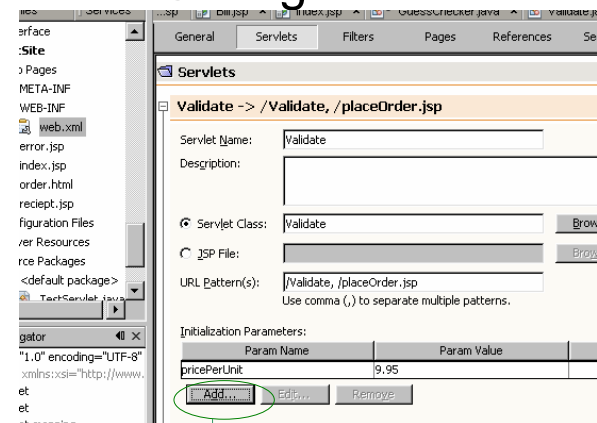 Services
...sp Bill.jsp × index.jsp × GuessChecker.java × Validate.j
General Servlets Filters Pages References Se
erface
:Site
Pages
META-INF
WEB-INF
web.xml
error.jsp
index.jsp
order.html
reciept.jsp
figuration Files
ver Resources
rce Packages
<default package>
TestServlet.java
gator
"1.0" encoding="UTF-8"
xmlns:xsi="http://www.
et
et
Servlets
Validate -> /Validate, /placeOrder.jsp
Servlet Name: Validate
Description:
Servlet Class: Validate Brow
JSP File: Brow
URL Pattern(s): /Validate, /placeOrder.jsp
Use comma (,) to separate multiple patterns.
Initialization Parameters:
Param Name Param Value
pricePerUnit 9.95
Add... Edit... Remove